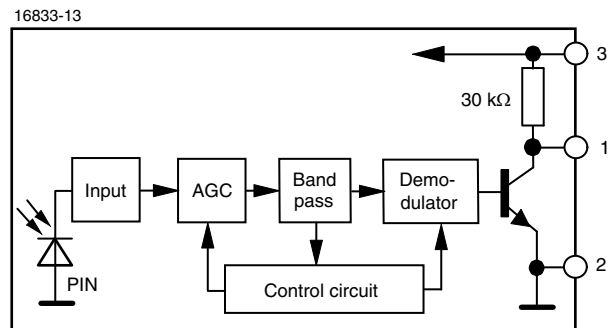 16833-13
3
30 kΩ
1
Input
AGC
Band
pass
Demo-
dulator
2
PIN
Control circuit